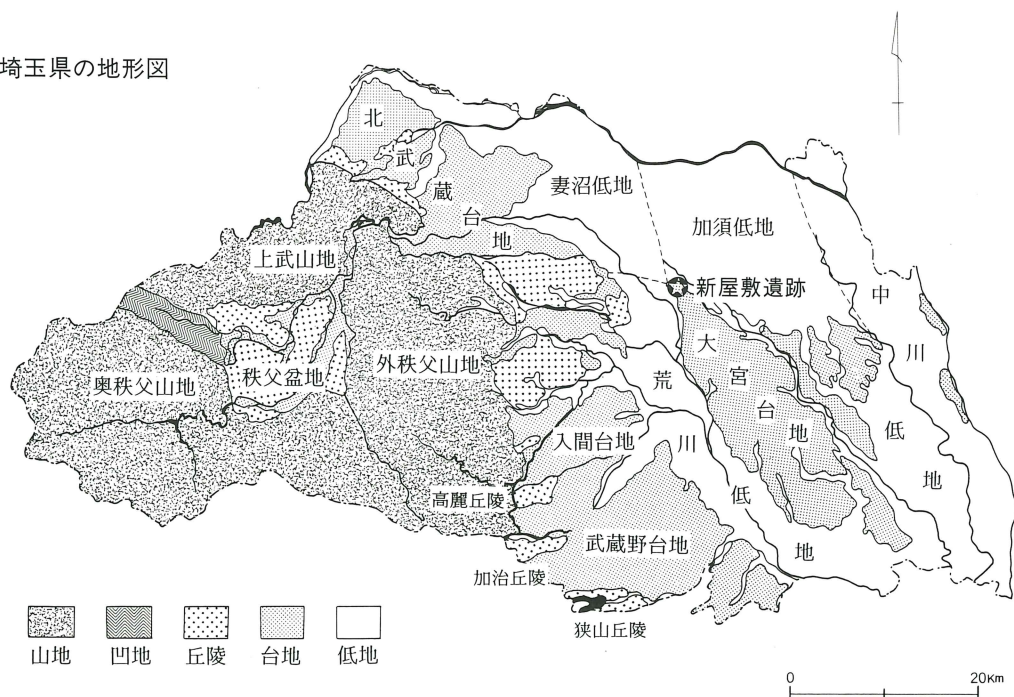 埼玉県の地形図
北武蔵台地
妻沼低地
加須低地
上武山地
新屋敷遺跡
中川低地
奥秩父山地
秩父盆地
外秩父山地
大宮台地
荒川低地
入間台地
高麗丘陵
武蔵野台地
加治丘陵
狭山丘陵
山地 凹地 丘陵 台地 低地
0 20Km